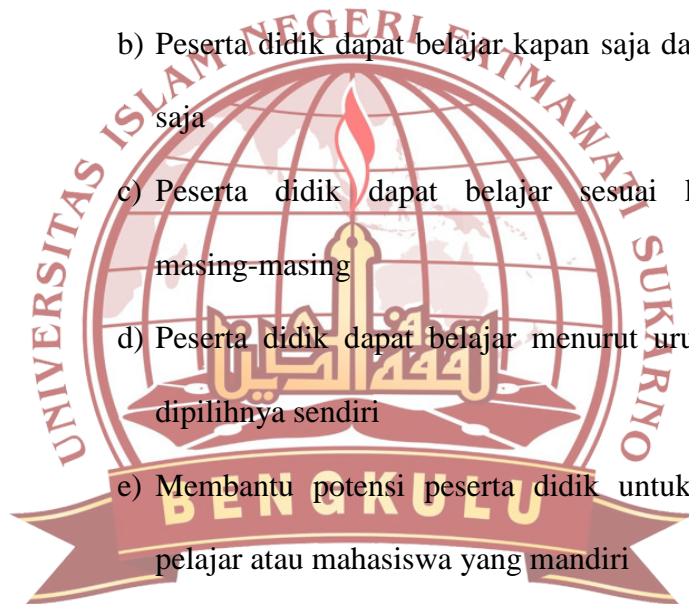 UNIVERSITAS ISLAM NEGERI FATMAWATI SUKARNO
b) Peserta didik dapat belajar kapan saja da
saja
c) Peserta didik dapat belajar sesuai
masing-masing
d) Peserta didik dapat belajar menurut uru
dipilihnya sendiri
e) Membantu potensi peserta didik untuk
pelajar atau mahasiswa yang mandiri
BENGKULU